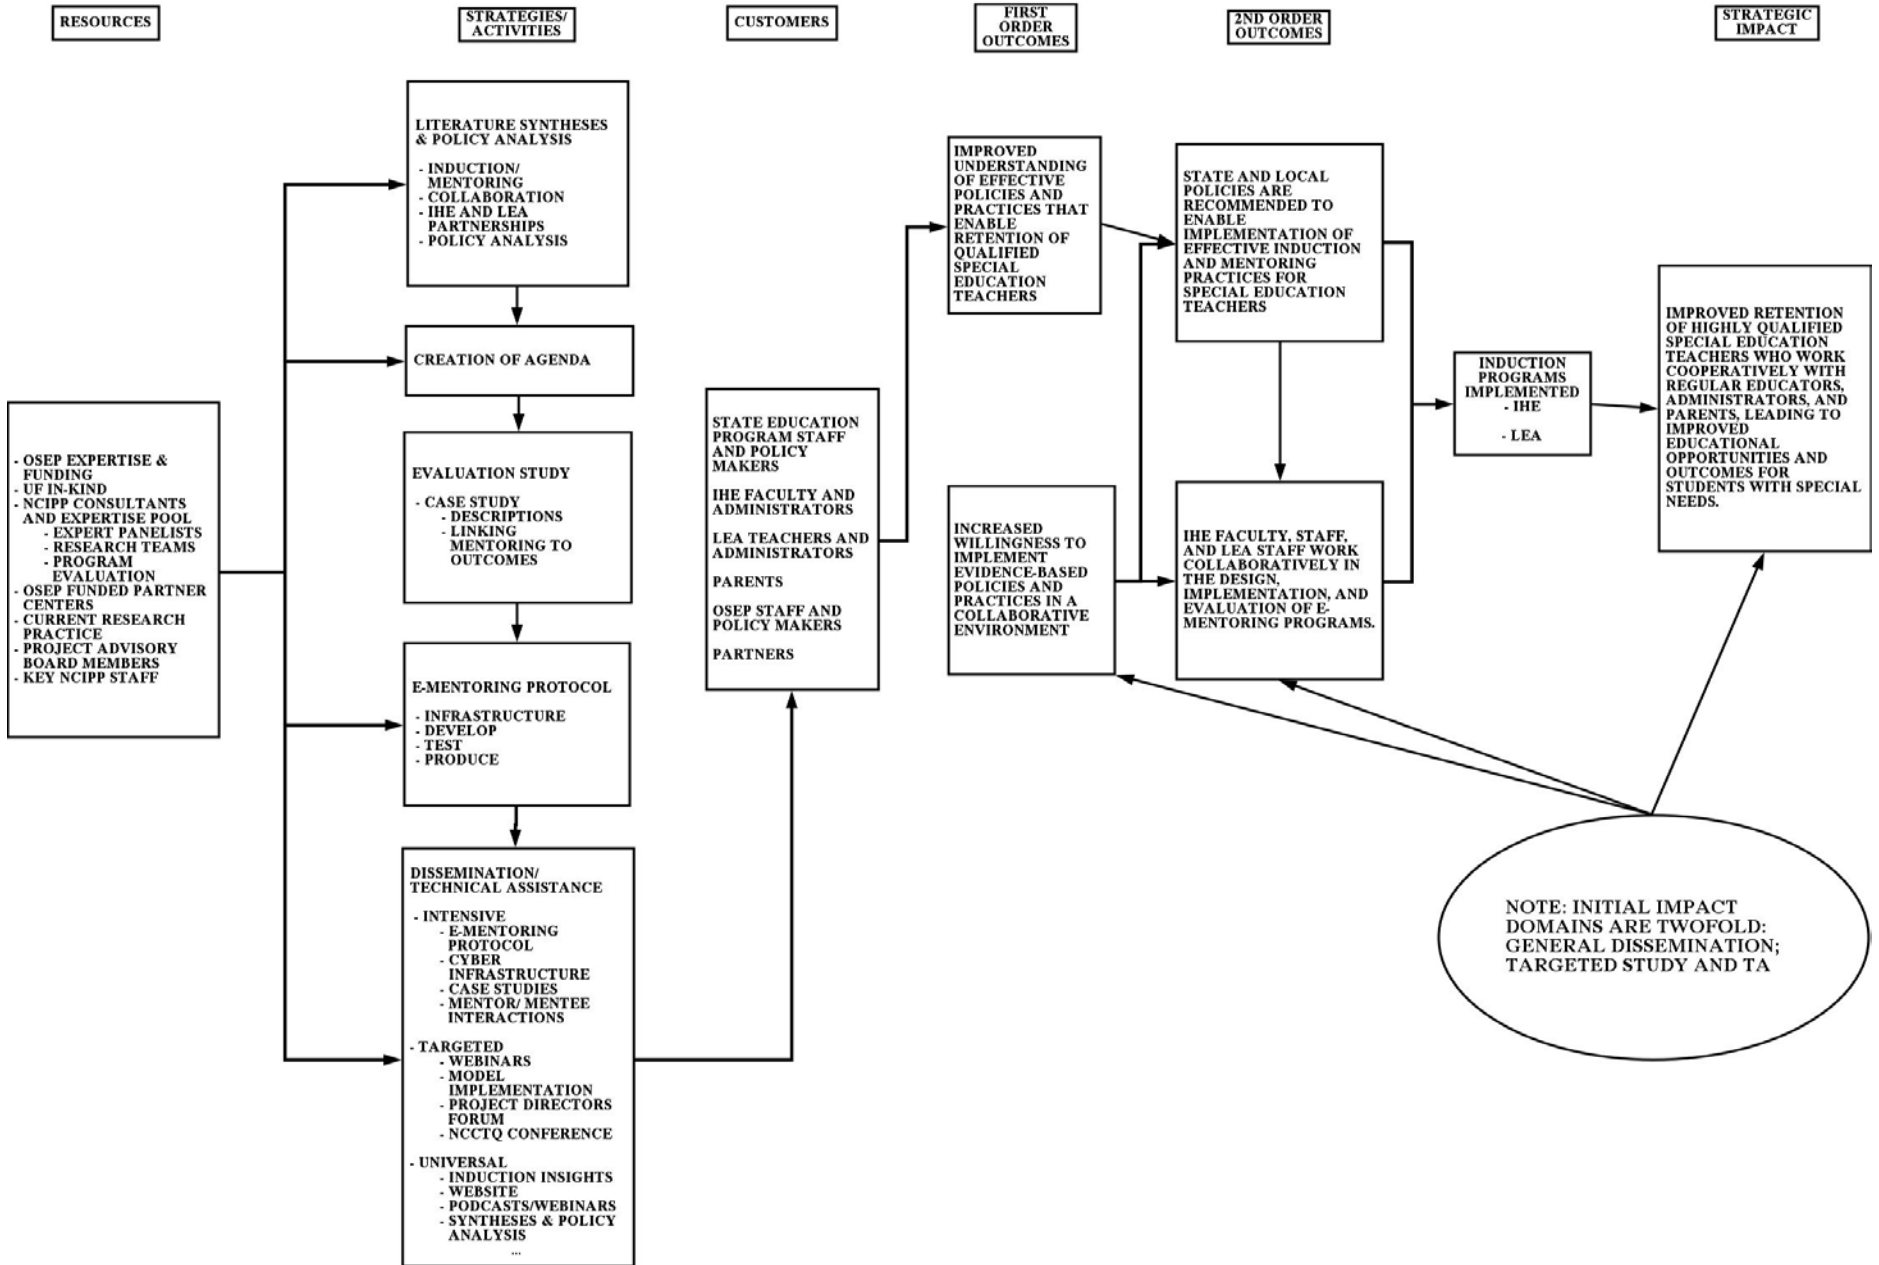 RESOURCES
STRATEGIES/
ACTIVITIES
CUSTOMERS
FIRST
ORDER
OUTCOMES
2ND ORDER
OUTCOMES
STRATEGIC
IMPACT
- OSEP EXPERTISE &
FUNDING
- UF IN-KIND
- NCIPP CONSULTANTS
AND EXPERTISE POOL
- EXPERT PANELISTS
- RESEARCH TEAMS
- PROGRAM
EVALUATION
- OSEP FUNDED PARTNER
CENTERS
- CURRENT RESEARCH
PRACTICE
- PROJECT ADVISORY
BOARD MEMBERS
- KEY NCIPP STAFF
LITERATURE SYNTHESES
& POLICY ANALYSIS
- INDUCTION/
MENTORING
- COLLABORATION
- IHE AND LEA
PARTNERSHIPS
- POLICY ANALYSIS
CREATION OF AGENDA
EVALUATION STUDY
- CASE STUDY
- DESCRIPTIONS
- LINKING
MENTORING TO
OUTCOMES
E-MENTORING PROTOCOL
- INFRASTRUCTURE
- DEVELOP
- TEST
- PRODUCE
DISSEMINATION/
TECHNICAL ASSISTANCE
- INTENSIVE
- E-MENTORING
PROTOCOL
- CYBER
INFRASTRUCTURE
- CASE STUDIES
- MENTOR/ MENTEE
INTERACTIONS
- TARGETED
- WEBINARS
- MODEL
IMPLEMENTATION
- PROJECT DIRECTORS
FORUM
- NCCTQ CONFERENCE
- UNIVERSAL
- INDUCTION INSIGHTS
- WEBSITE
- PODCASTS/WEBINARS
- SYNTHESES & POLICY
ANALYSIS
...
STATE EDUCATION
PROGRAM STAFF
AND POLICY
MAKERS
IHE FACULTY AND
ADMINISTRATORS
LEA TEACHERS AND
ADMINISTRATORS
PARENTS
OSEP STAFF AND
POLICY MAKERS
PARTNERS
IMPROVED
UNDERSTANDING
OF EFFECTIVE
POLICIES AND
PRACTICES THAT
ENABLE
RETENTION OF
QUALIFIED
SPECIAL
EDUCATION
TEACHERS
INCREASED
WILLINGNESS TO
IMPLEMENT
EVIDENCE-BASED
POLICIES AND
PRACTICES IN A
COLLABORATIVE
ENVIRONMENT
STATE AND LOCAL
POLICIES ARE
RECOMMENDED TO
ENABLE
IMPLEMENTATION OF
EFFECTIVE INDUCTION
AND MENTORING
PRACTICES FOR
SPECIAL EDUCATION
TEACHERS
IHE FACULTY, STAFF,
AND LEA STAFF WORK
COLLABORATIVELY IN
THE DESIGN,
IMPLEMENTATION, AND
EVALUATION OF E-
MENTORING PROGRAMS.
INDUCTION
PROGRAMS
IMPLEMENTED
- IHE
- LEA
IMPROVED RETENTION
OF HIGHLY QUALIFIED
SPECIAL EDUCATION
TEACHERS WHO WORK
COOPERATIVELY WITH
REGULAR EDUCATORS,
ADMINISTRATORS, AND
PARENTS, LEADING TO
IMPROVED
EDUCATIONAL
OPPORTUNITIES AND
OUTCOMES FOR
STUDENTS WITH SPECIAL
NEEDS.
NOTE: INITIAL IMPACT
DOMAINS ARE TWOFOLD:
GENERAL DISSEMINATION;
TARGETED STUDY AND TA